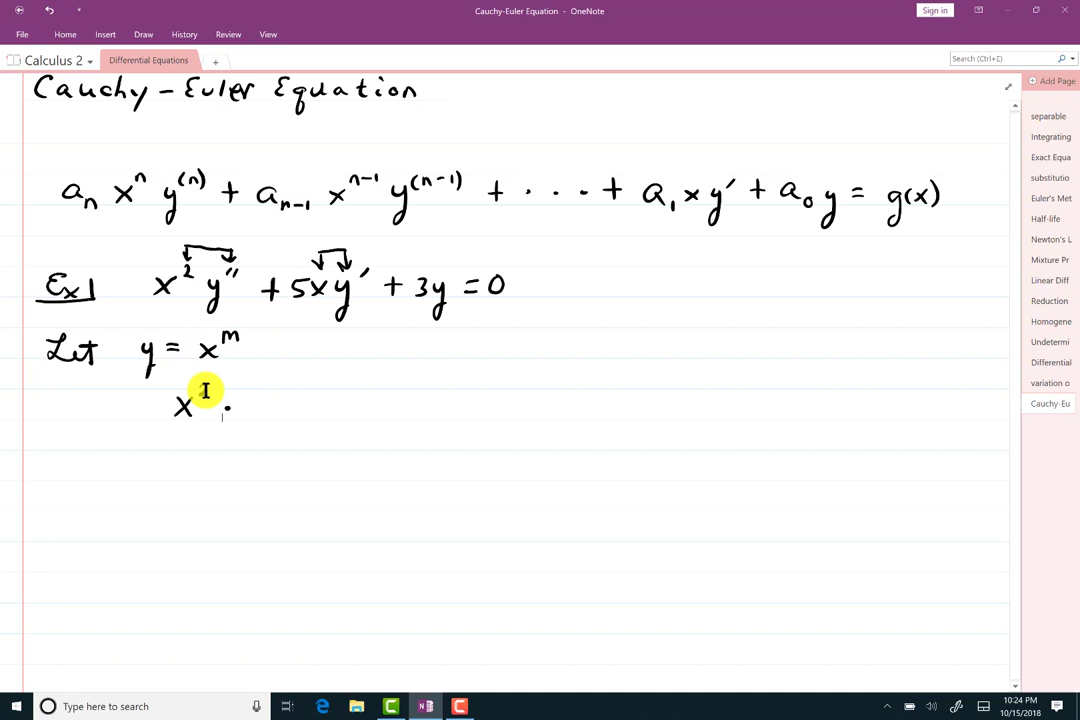 Cauchy-Euler Equation - OneNote
Sign in
File Home Insert Draw History Review View
Calculus 2 Differential Equations +
Search (Ctrl+E)
Add Page
separable
Integrating
Exact Equa
substitutio
Euler's Met
Half-life
Newton's L
Mixture Pr
Linear Diff
Reduction
Homogene
Undetermi
Differential
variation o
Cauchy-Eu
Cauchy - Euler Equation
aₙ xⁿ y⁽ⁿ⁾ + aₙ₋₁ xⁿ⁻¹ y⁽ⁿ⁻¹⁾ + · · · + a₁ x y′ + a₀ y = g(x)
Ex1 x² y″ + 5xy′ + 3y = 0
Let y = xᵐ
x² ·
Type here to search
10:24 PM
10/15/2018